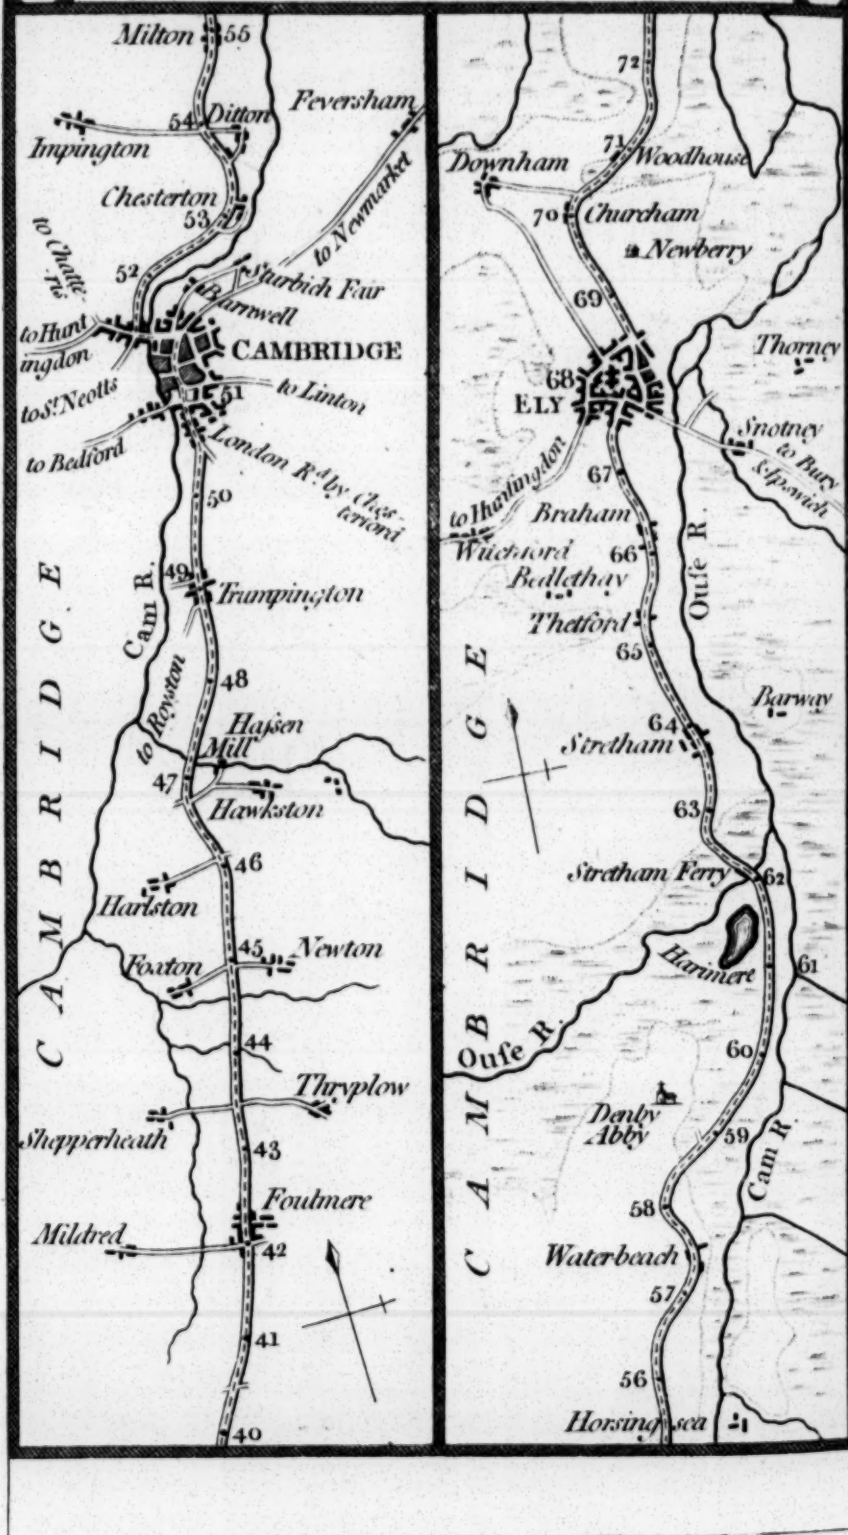 Milton
55
54
Ditton
Feversham
Impington
Chesterton
53
to Newmarket
to Chatte-
ris
52
Sturbich Fair
Barnwell
to Hunt
ingdon
CAMBRIDGE
to St. Neotts
51
to Linton
to Bedford
London Rd. by Ches-
terford
50
49
Trumpington
Cam R.
48
to Royston
Haſsen
Mill
47
Hawkston
46
Harlston
45
Newton
Foxton
44
Thryplow
Shepperheath
43
Foulmere
Mildred
42
41
40
CAMBRIDGE
72
71
Woodhouse
Downham
70
Churcham
Newberry
69
Thorney
68
ELY
Snotney
to Bury
& Ipswich
67
to Huntingdon
Braham
Witchford
66
Bedlethay
Ouſe R.
Thetford
65
Barway
64
Stretham
63
Stretham Ferry
62
Harimere
61
Ouſe R.
60
Denby
Abby
59
Cam R.
58
Waterbeach
57
56
Horsingsea
CAMBRIDGE